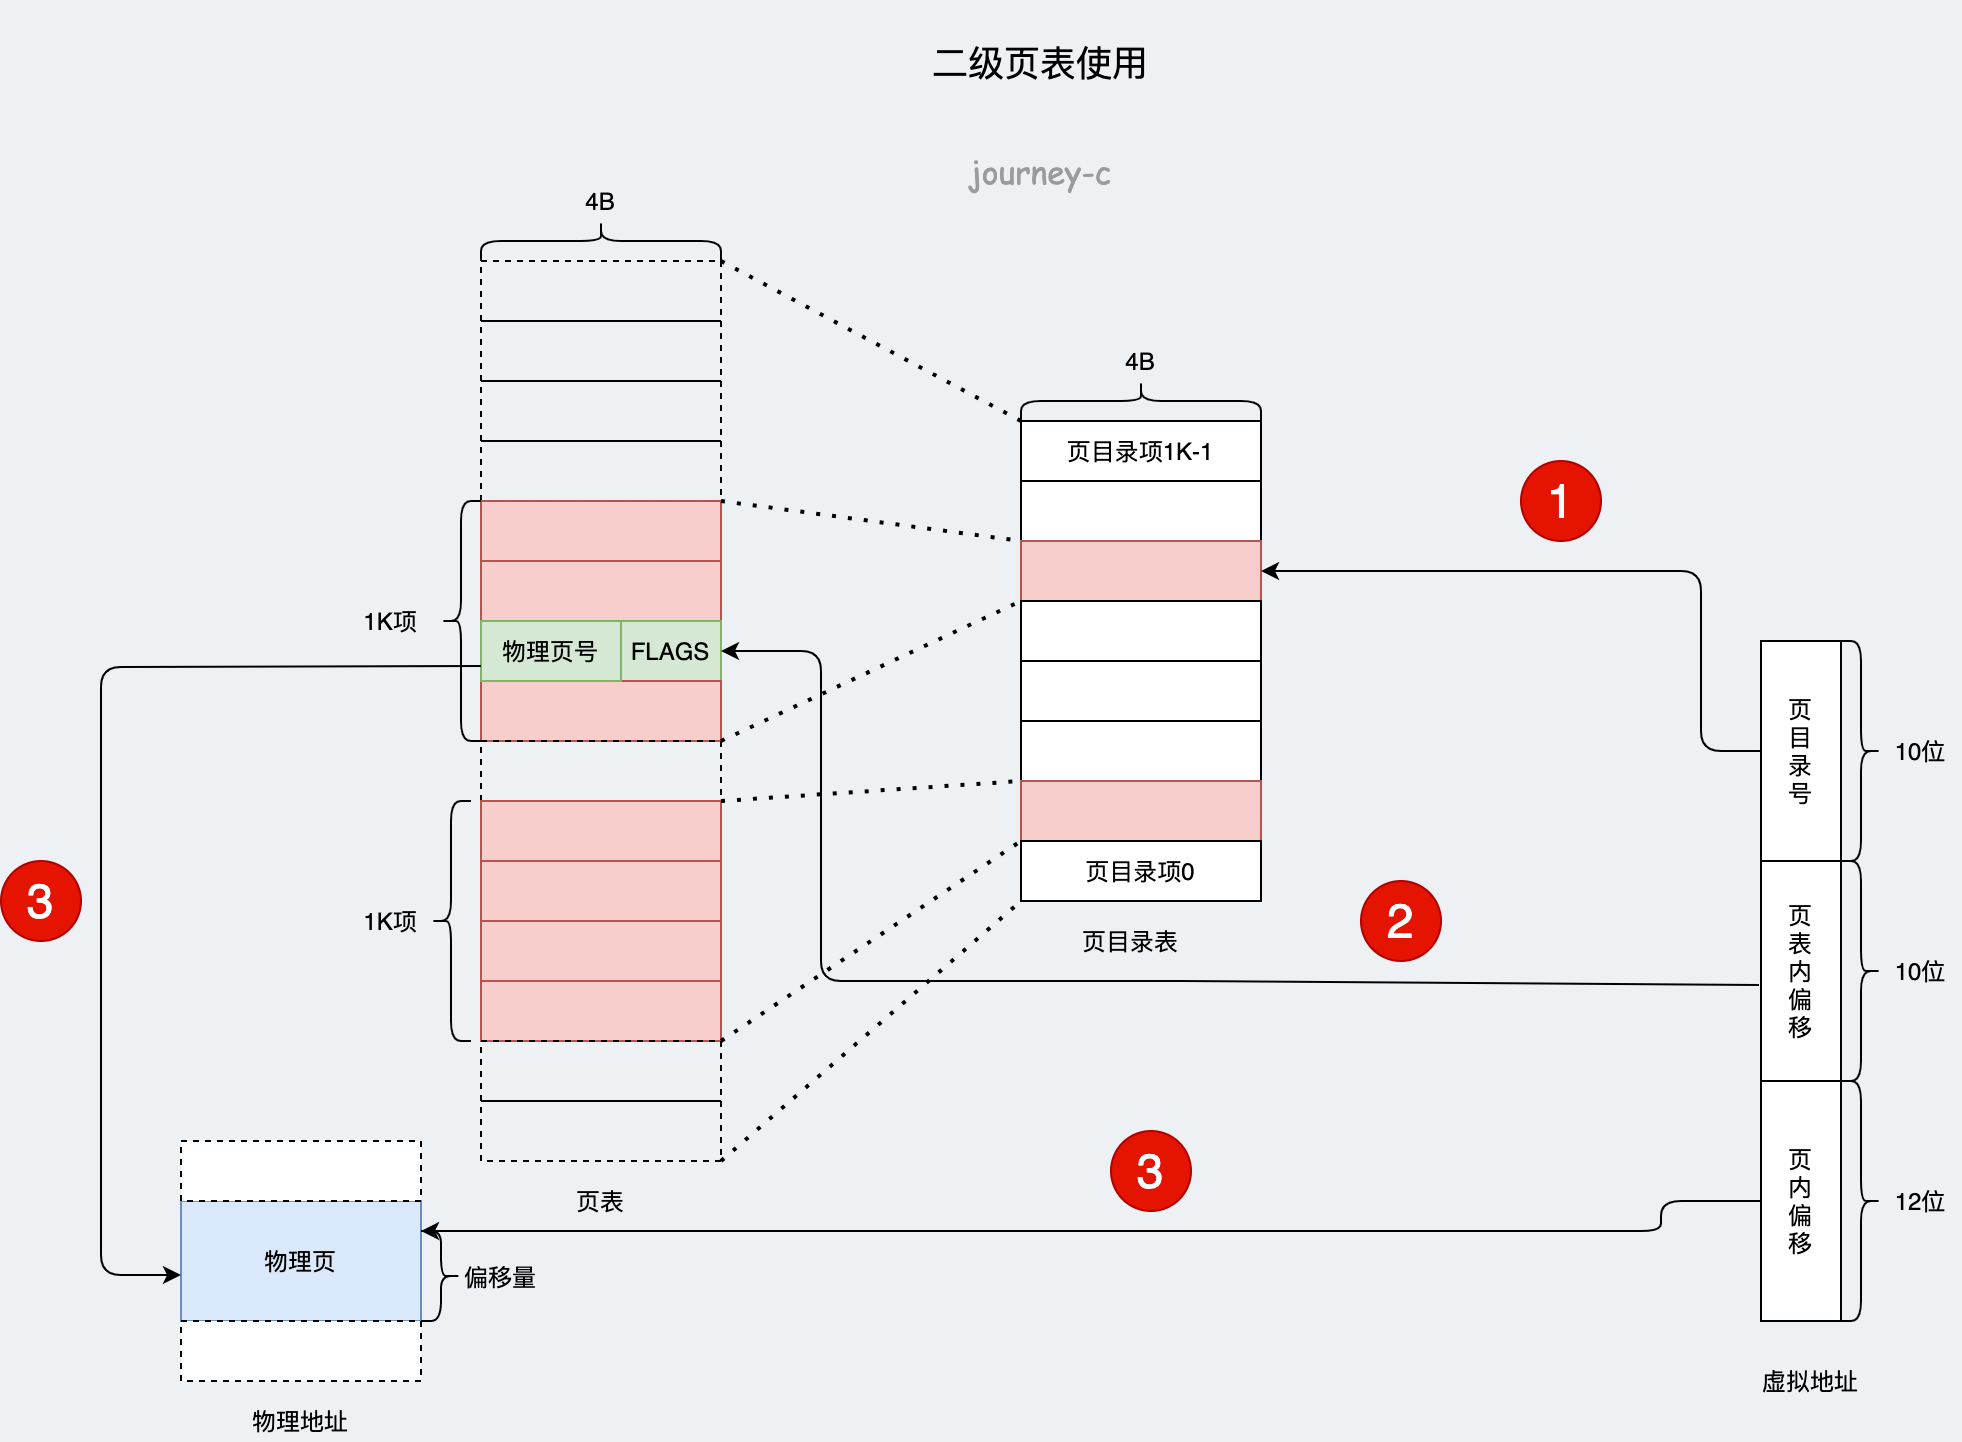 二级页表使用
journey-c
4B
4B
页目录项1K-1
1
1K项
物理页号
FLAGS
页目录号
10位
页目录项0
3
1K项
2
页目录表
页表内偏移
10位
3
页表
页内偏移
12位
物理页
偏移量
虚拟地址
物理地址